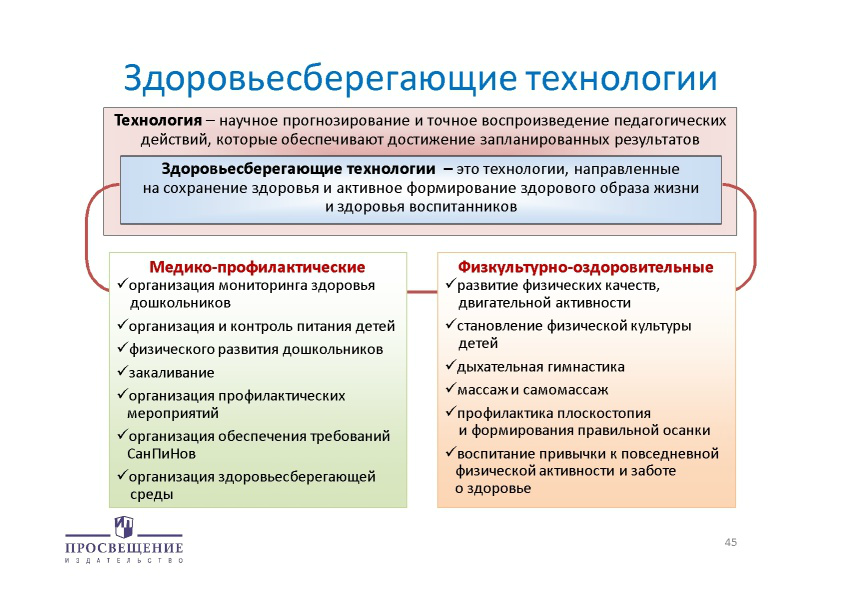 Здоровьесберегающие технологии
Технология – научное прогнозирование и точное воспроизведение педагогических
действий, которые обеспечивают достижение запланированных результатов
Здоровьесберегающие технологии – это технологии, направленные
на сохранение здоровья и активное формирование здорового образа жизни
и здоровья воспитанников
Медико-профилактические
✓организация мониторинга здоровья
дошкольников
✓организация и контроль питания детей
✓физического развития дошкольников
✓закаливание
✓организация профилактических
мероприятий
✓организация обеспечения требований
СанПиНов
✓организация здоровьесберегающей
среды
Физкультурно-оздоровительные
✓развитие физических качеств,
двигательной активности
✓становление физической культуры
детей
✓дыхательная гимнастика
✓массаж и самомассаж
✓профилактика плоскостопия
и формирования правильной осанки
✓воспитание привычки к повседневной
физической активности и заботе
о здоровье
ИП
ПРОСВЕЩЕНИЕ
ИЗДАТЕЛЬСТВО
45